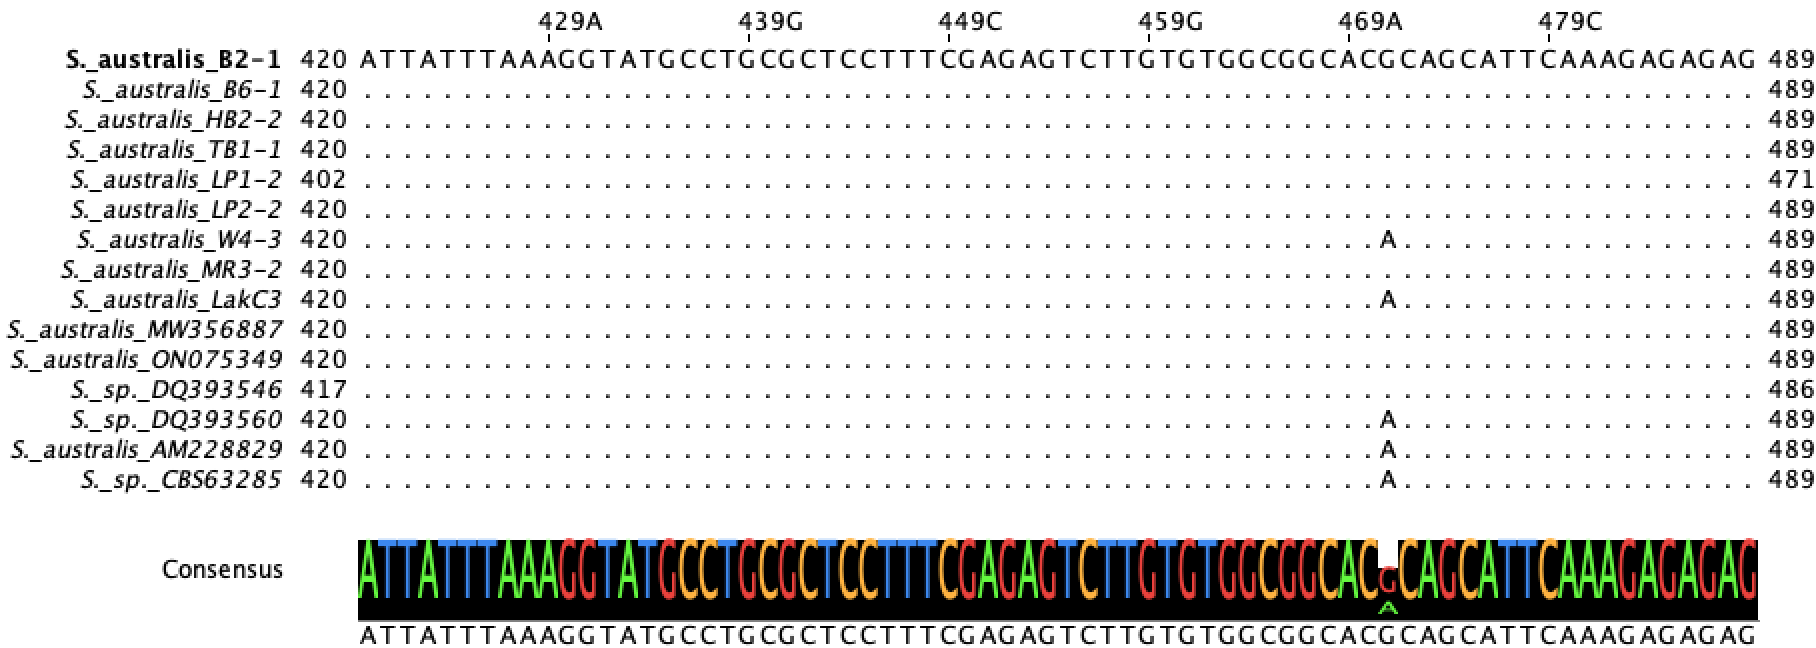 429A 439G 449C 459G 469A 479C
S._australis_B2-1 420 ATTATTTAAAGGTATGCCTGCGCTCCTTTCGAGAGTCTTGTGTGGCGGCACGCAGCATTCAAAGAGAGAG 489
S._australis_B6-1 420 ...................................................................... 489
S._australis_HB2-2 420 ...................................................................... 489
S._australis_TB1-1 420 ...................................................................... 489
S._australis_LP1-2 402 ...................................................................... 471
S._australis_LP2-2 420 ...................................................................... 489
S._australis_W4-3 420 ...................................................A.................. 489
S._australis_MR3-2 420 ...................................................................... 489
S._australis_LakC3 420 ...................................................A.................. 489
S._australis_MW356887 420 ...................................................................... 489
S._australis_ON075349 420 ...................................................................... 489
S._sp._DQ393546 417 ...................................................................... 486
S._sp._DQ393560 420 ...................................................A.................. 489
S._australis_AM228829 420 ...................................................A.................. 489
S._sp._CBS63285 420 ...................................................A.................. 489
Consensus ATTATTTAAAGGTATGCCTGCGCTCCTTTCGAGAGTCTTGTGTGGCGGCACGCAGCATTCAAAGAGAGAG
A
ATTATTTAAAGGTATGCCTGCGCTCCTTTCGAGAGTCTTGTGTGGCGGCACGCAGCATTCAAAGAGAGAG